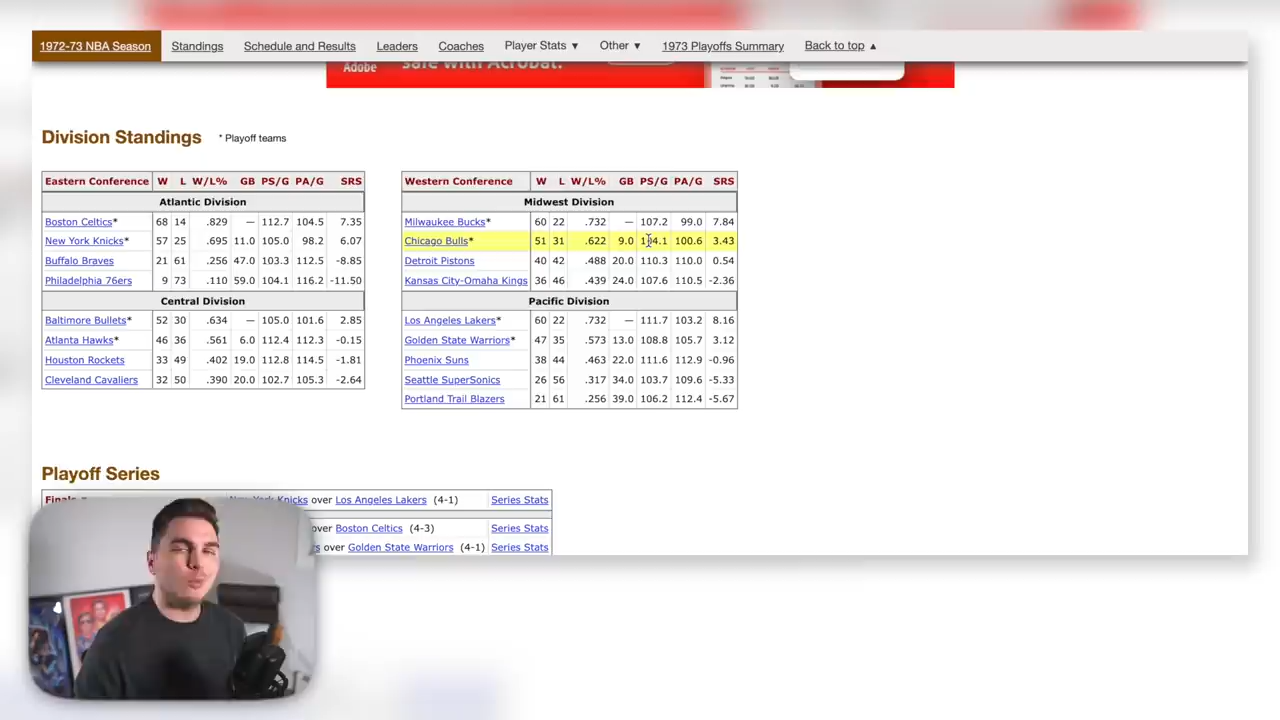 1972-73 NBA Season Standings Schedule and Results Leaders Coaches Player Stats ▼ Other ▼ 1973 Playoffs Summary Back to top ▲
Adobe
safe with Acrobat.
Division Standings * Playoff teams
Eastern Conference W L W/L% GB PS/G PA/G SRS
Atlantic Division
Boston Celtics* 68 14 .829 — 112.7 104.5 7.35
New York Knicks* 57 25 .695 11.0 105.0 98.2 6.07
Buffalo Braves 21 61 .256 47.0 103.3 112.5 -8.85
Philadelphia 76ers 9 73 .110 59.0 104.1 116.2 -11.50
Central Division
Baltimore Bullets* 52 30 .634 — 105.0 101.6 2.85
Atlanta Hawks* 46 36 .561 6.0 112.4 112.3 -0.15
Houston Rockets 33 49 .402 19.0 112.8 114.5 -1.81
Cleveland Cavaliers 32 50 .390 20.0 102.7 105.3 -2.64
Western Conference W L W/L% GB PS/G PA/G SRS
Midwest Division
Milwaukee Bucks* 60 22 .732 — 107.2 99.0 7.84
Chicago Bulls* 51 31 .622 9.0 104.1 100.6 3.43
Detroit Pistons 40 42 .488 20.0 110.3 110.0 0.54
Kansas City-Omaha Kings 36 46 .439 24.0 107.6 110.5 -2.36
Pacific Division
Los Angeles Lakers* 60 22 .732 — 111.7 103.2 8.16
Golden State Warriors* 47 35 .573 13.0 108.8 105.7 3.12
Phoenix Suns 38 44 .463 22.0 111.6 112.9 -0.96
Seattle SuperSonics 26 56 .317 34.0 103.7 109.6 -5.33
Portland Trail Blazers 21 61 .256 39.0 106.2 112.4 -5.67
Playoff Series
Finals New York Knicks over Los Angeles Lakers (4-1) Series Stats
over Boston Celtics (4-3) Series Stats
over Golden State Warriors (4-1) Series Stats